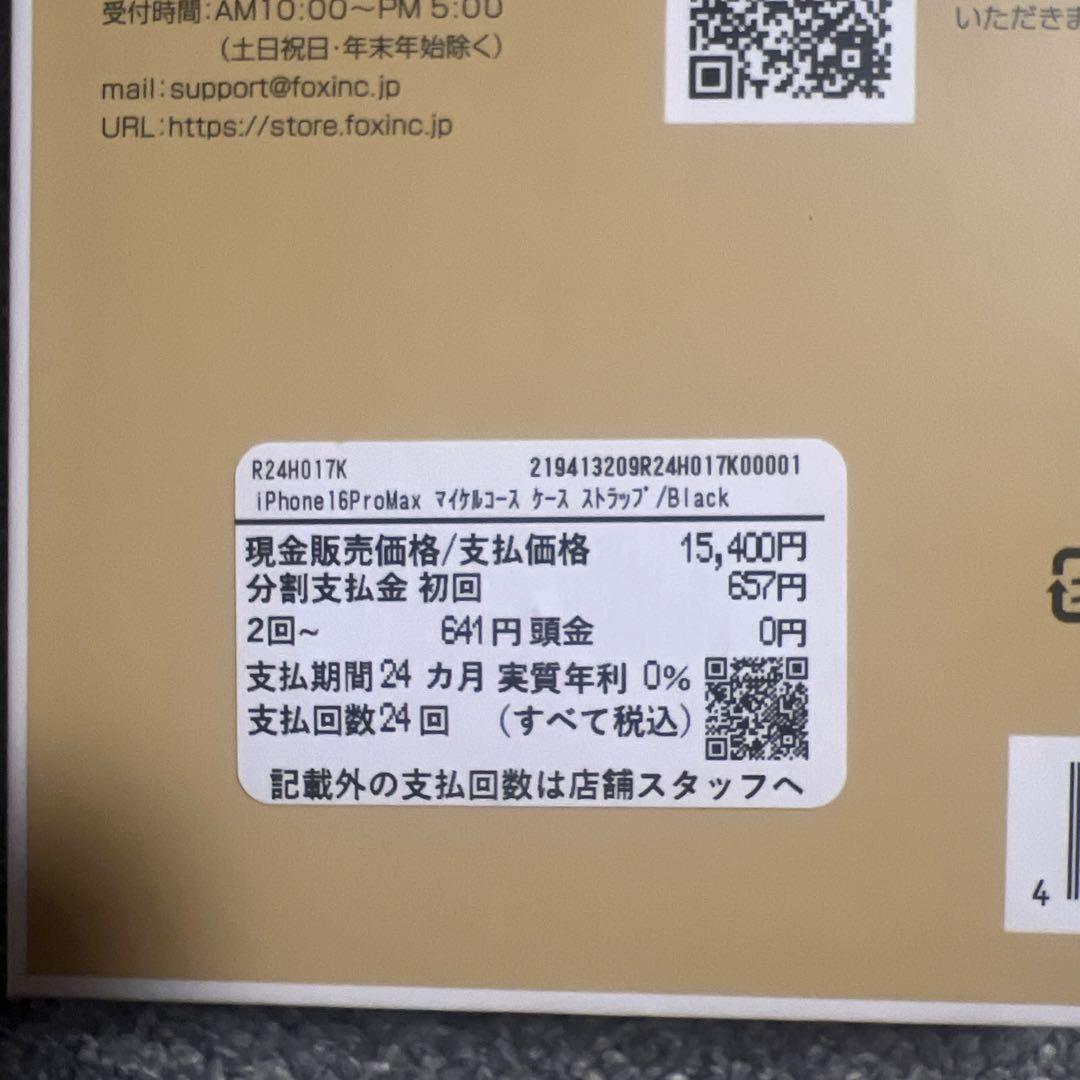 受付時間:AM10:00〜PM 5:00
(土日祝日・年末年始除く)
mail:support@foxinc.jp
URL:https://store.foxinc.jp
いただきま
R24H017K 219413209R24H017K00001
iPhone16ProMax マイケルコース ケース ストラップ/Black
現金販売価格/支払価格 15,400円
分割支払金 初回 657円
2回~ 641円 頭金 0円
支払期間24 カ月 実質年利 0%
支払回数24回 (すべて税込)
記載外の支払回数は店舗スタッフへ
4